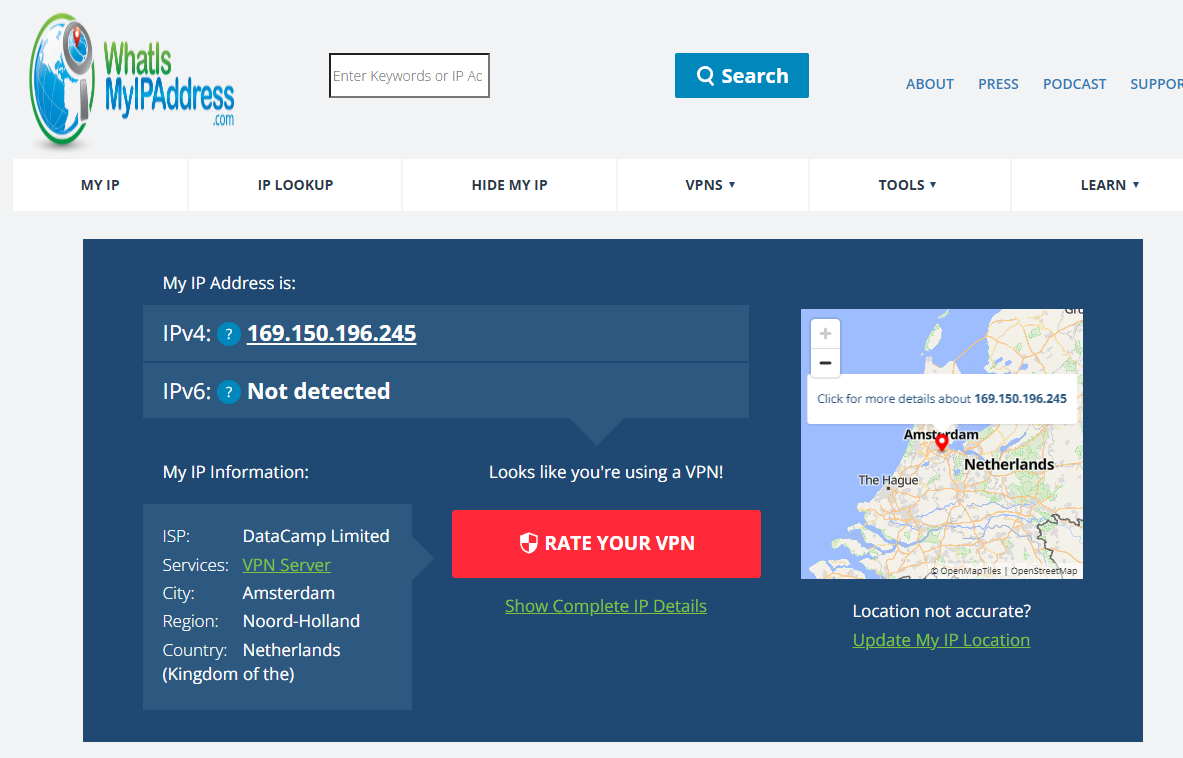 WhatIs
MyIPAddress
.com
Enter Keywords or IP Ac
Search
ABOUT PRESS PODCAST SUPPOR
MY IP IP LOOKUP HIDE MY IP VPNS ▼ TOOLS ▼ LEARN ▼
My IP Address is:
IPv4: ? 169.150.196.245
IPv6: ? Not detected
My IP Information:
ISP: DataCamp Limited
Services: VPN Server
City: Amsterdam
Region: Noord-Holland
Country: Netherlands
(Kingdom of the)
Looks like you're using a VPN!
RATE YOUR VPN
Show Complete IP Details
Gro
+
−
Click for more details about 169.150.196.245
Amsterdam
Netherlands
The Hague
© OpenMapTiles | OpenStreetMap
Location not accurate?
Update My IP Location